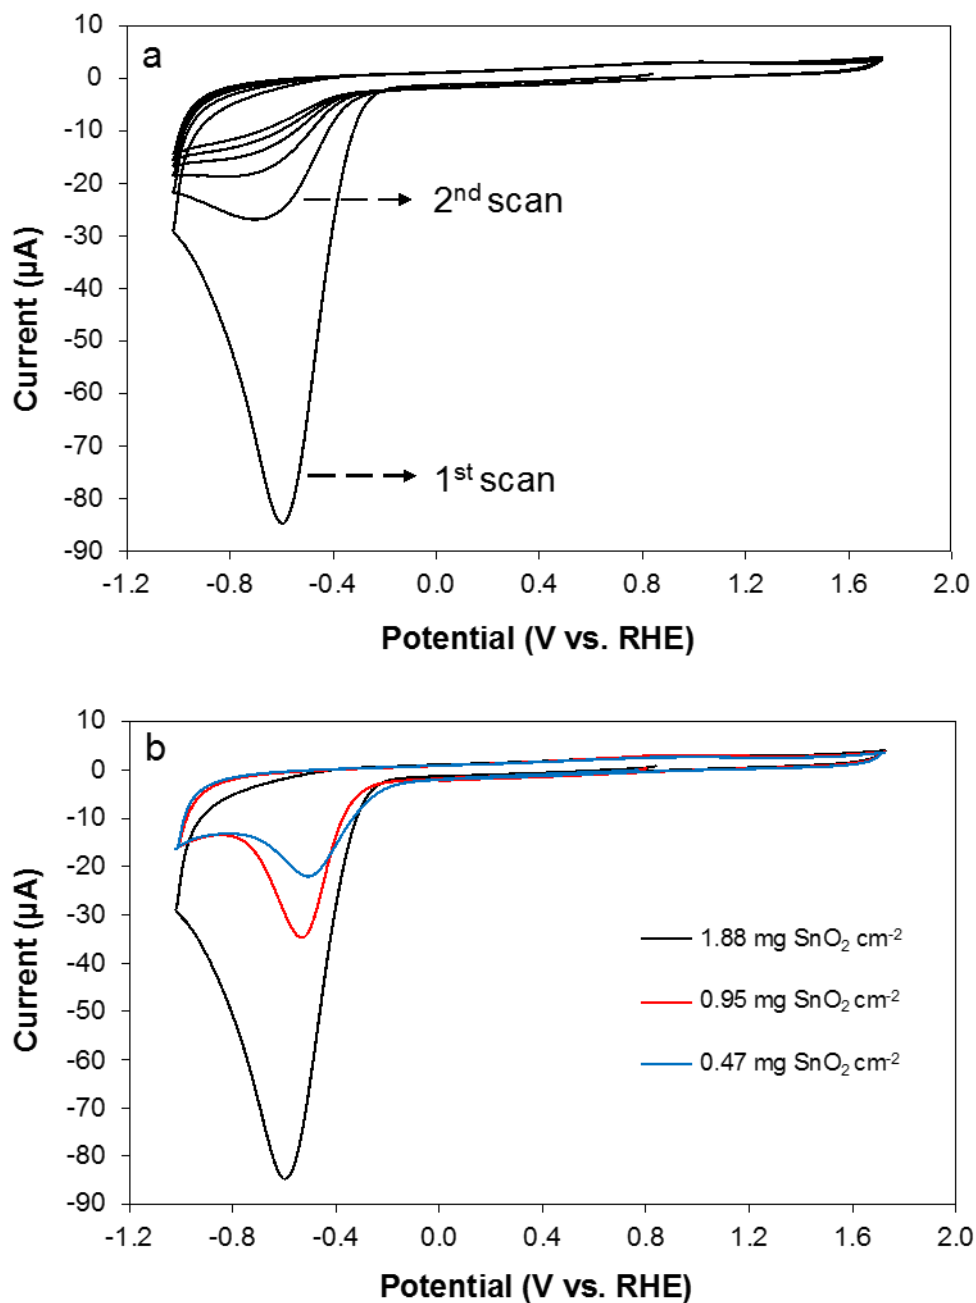 a
10
0
-10
-20
-30
-40
-50
-60
-70
-80
-90
Current (µA)
2nd scan
1st scan
-1.2 -0.8 -0.4 0.0 0.4 0.8 1.2 1.6 2.0
Potential (V vs. RHE)
b
10
0
-10
-20
-30
-40
-50
-60
-70
-80
-90
Current (µA)
1.88 mg SnO2 cm-2
0.95 mg SnO2 cm-2
0.47 mg SnO2 cm-2
-1.2 -0.8 -0.4 0.0 0.4 0.8 1.2 1.6 2.0
Potential (V vs. RHE)